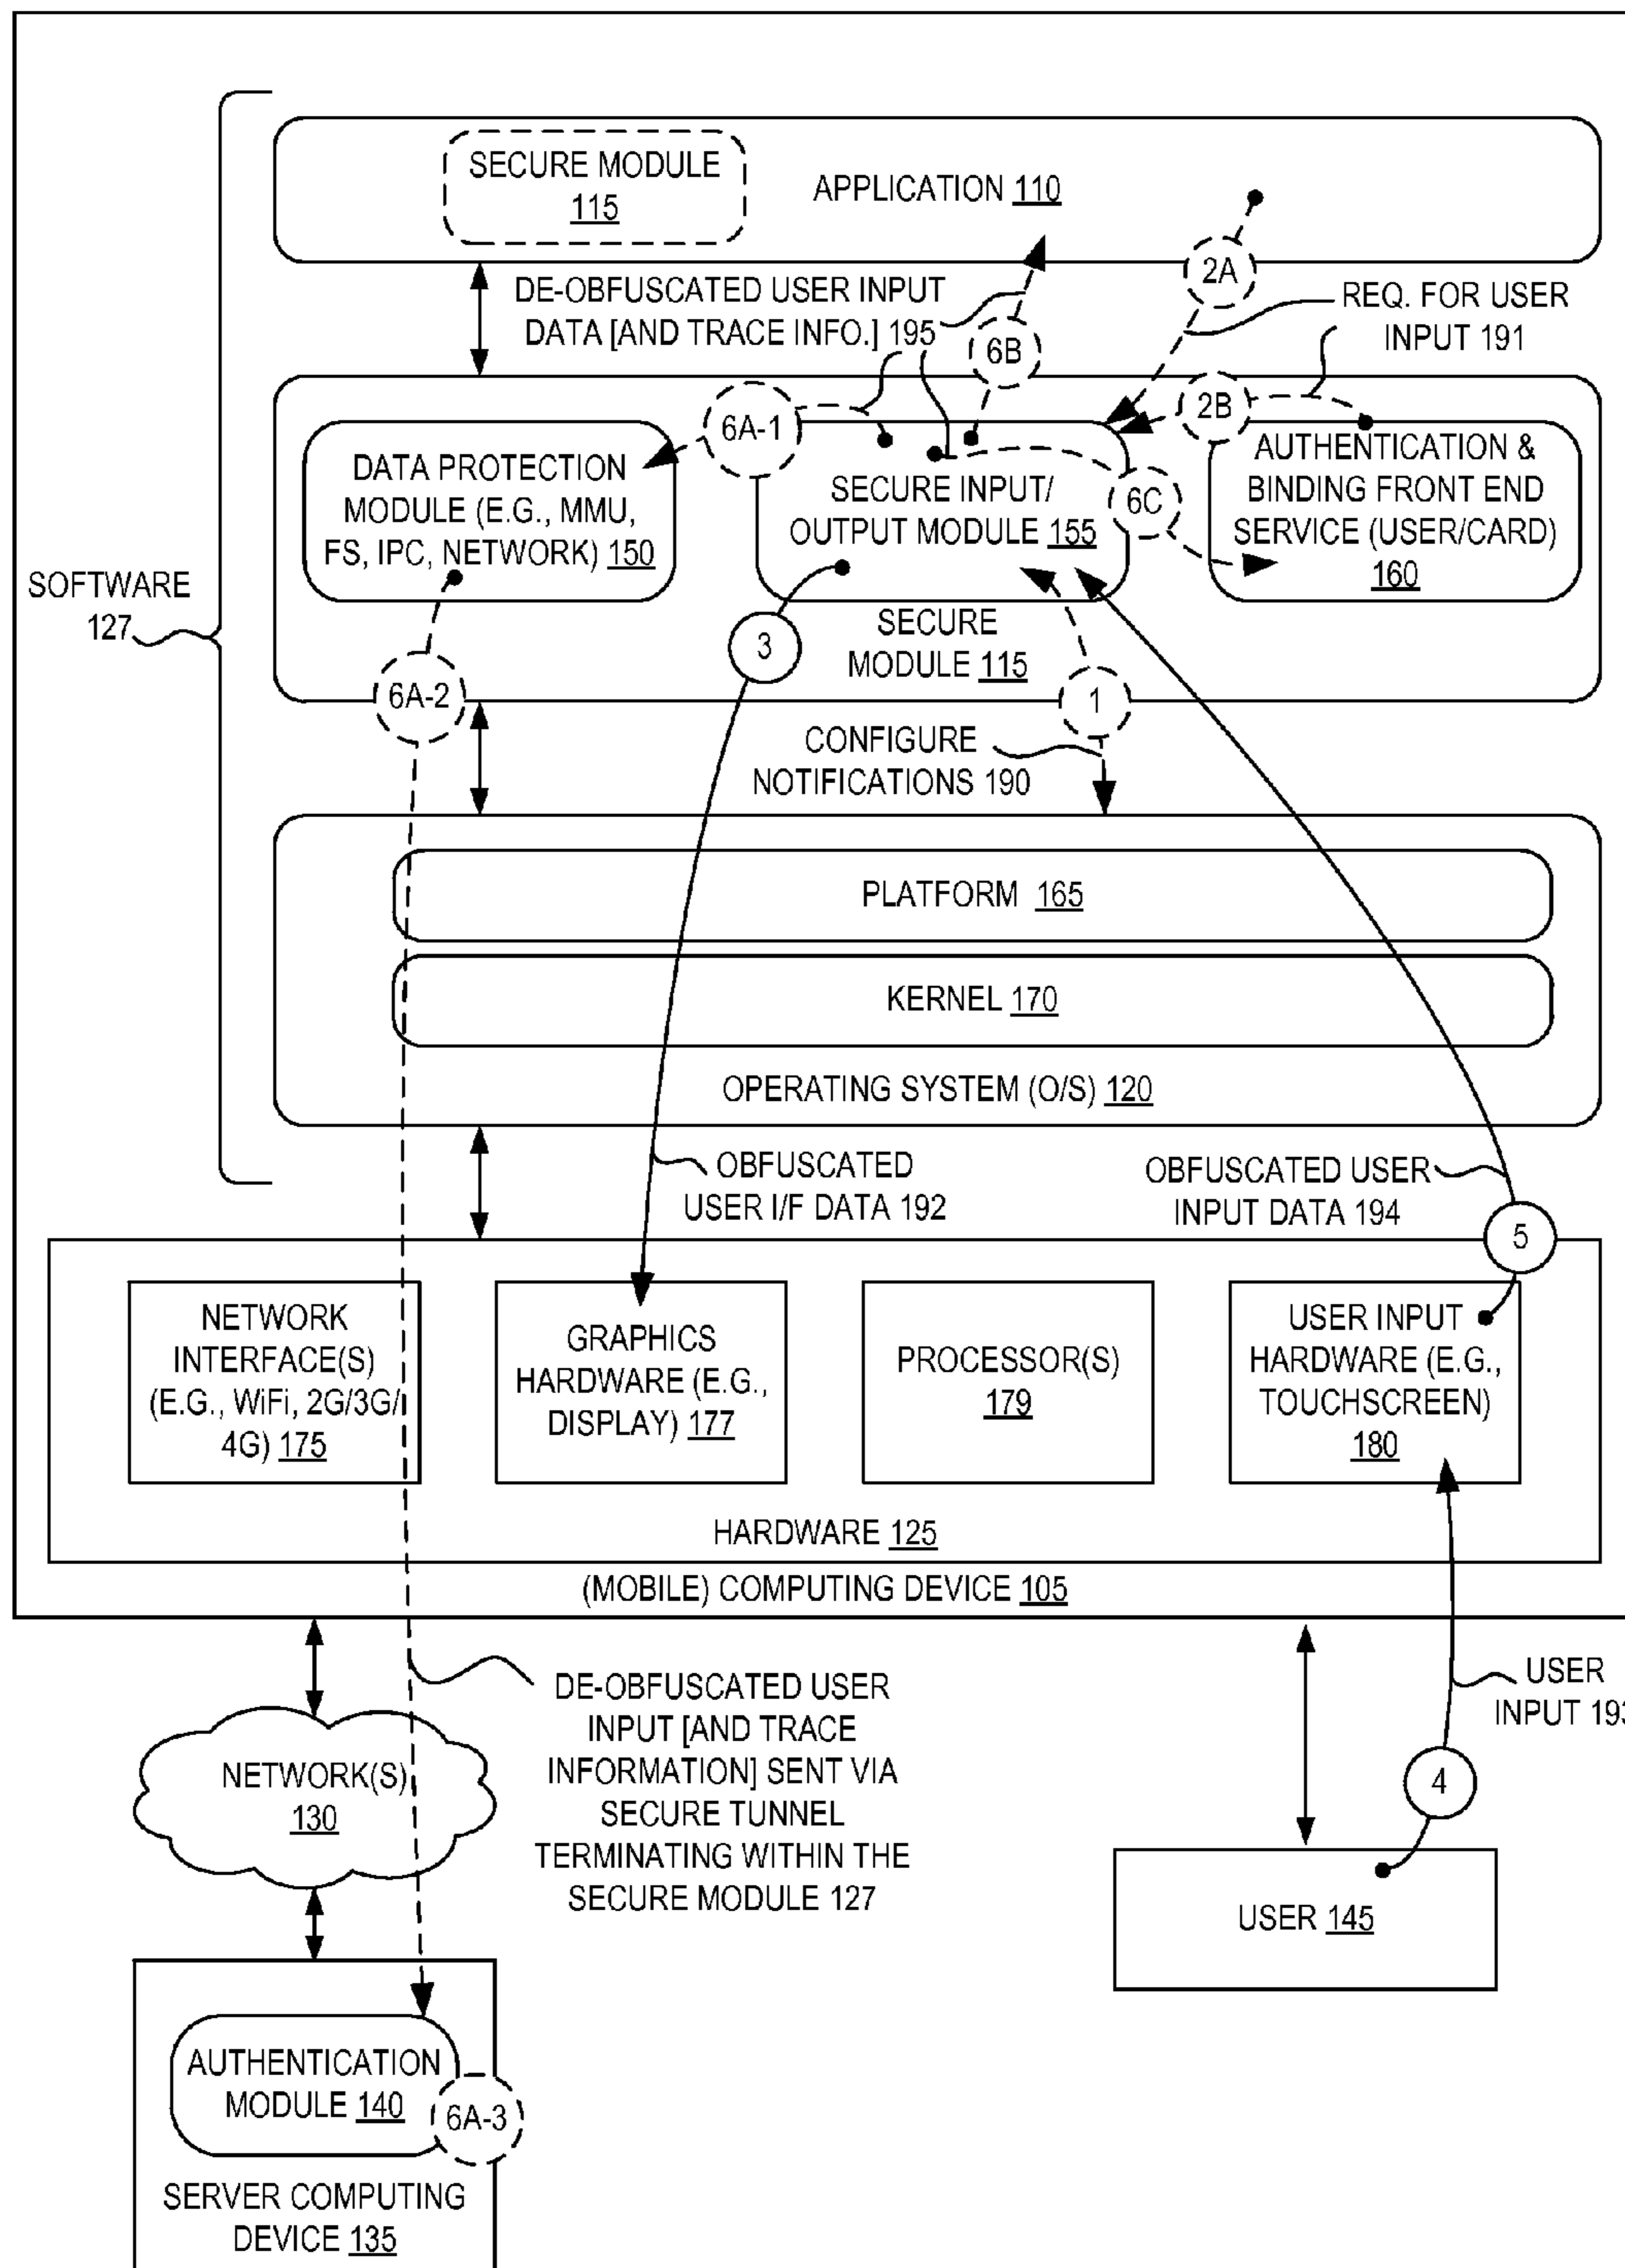 SECURE MODULE
115
APPLICATION 110
2A
DE-OBFUSCATED USER INPUT
DATA [AND TRACE INFO.] 195
6B
REQ. FOR USER
INPUT 191
6A-1
2B
DATA PROTECTION
MODULE (E.G., MMU,
FS, IPC, NETWORK) 150
SECURE INPUT/
OUTPUT MODULE 155
6C
AUTHENTICATION &
BINDING FRONT END
SERVICE (USER/CARD)
160
SOFTWARE
127
3
SECURE
MODULE 115
6A-2
1
CONFIGURE
NOTIFICATIONS 190
PLATFORM 165
KERNEL 170
OPERATING SYSTEM (O/S) 120
OBFUSCATED
USER I/F DATA 192
OBFUSCATED USER
INPUT DATA 194
5
NETWORK
INTERFACE(S)
(E.G., WiFi, 2G/3G/
4G) 175
GRAPHICS
HARDWARE (E.G.,
DISPLAY) 177
PROCESSOR(S)
179
USER INPUT
HARDWARE (E.G.,
TOUCHSCREEN)
180
HARDWARE 125
(MOBILE) COMPUTING DEVICE 105
DE-OBFUSCATED USER
INPUT [AND TRACE
INFORMATION] SENT VIA
SECURE TUNNEL
TERMINATING WITHIN THE
SECURE MODULE 127
USER
INPUT 193
NETWORK(S)
130
4
USER 145
AUTHENTICATION
MODULE 140
6A-3
SERVER COMPUTING
DEVICE 135